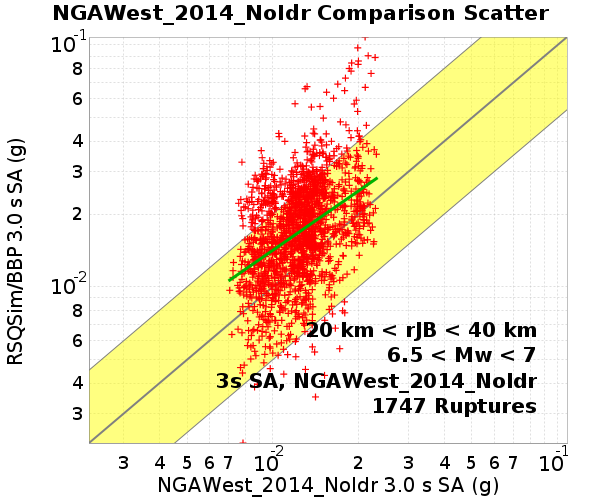 NGAWest_2014_NoIdr Comparison Scatter
10-1
8
6
4
3
2
10-2
8
6
4
3
RSQSim/BBP 3.0 s SA (g)
20 km < rJB < 40 km
6.5 < Mw < 7
3s SA, NGAWest_2014_NoIdr
1747 Ruptures
3 4 5 6 7 10-2 2 3 4 5 6 7 10-1
NGAWest_2014_NoIdr 3.0 s SA (g)